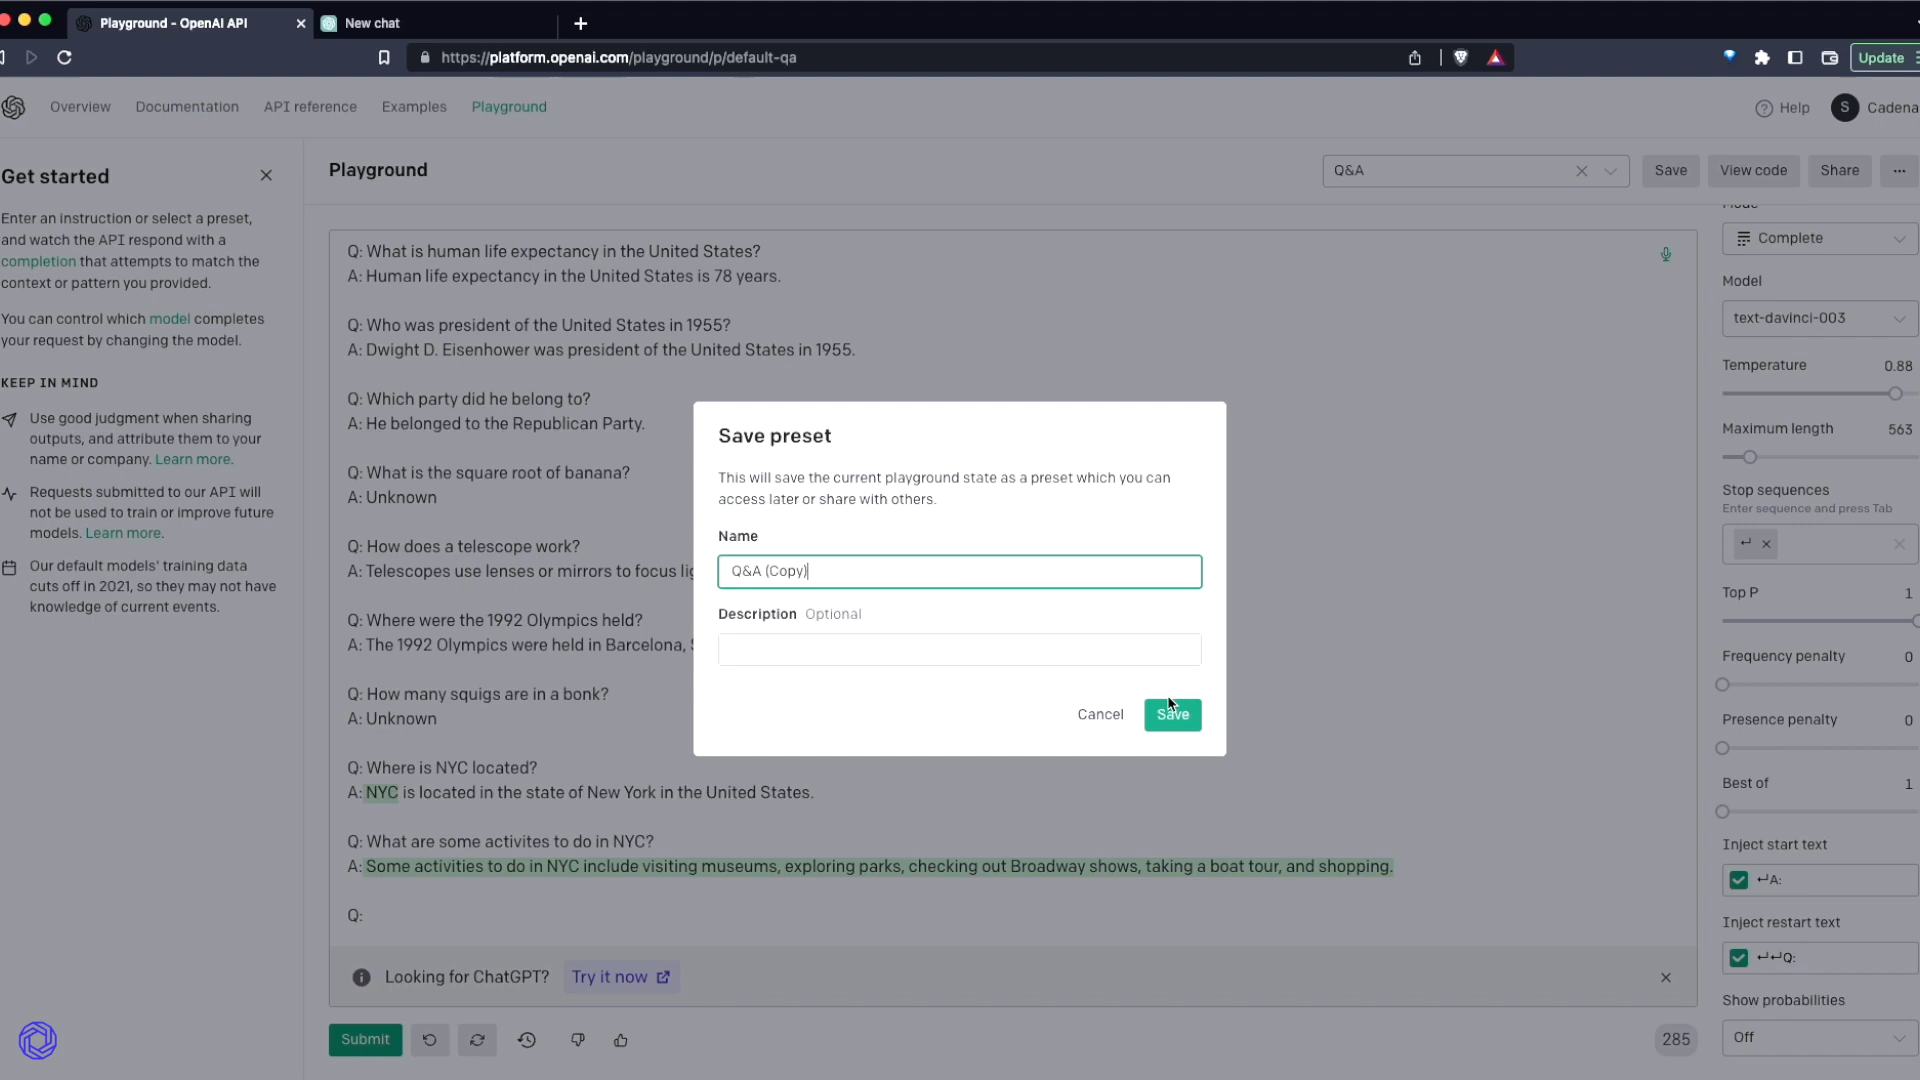 Playground - OpenAI API
New chat
https://platform.openai.com/playground/p/default-qa
Update
Overview
Documentation
API reference
Examples
Playground
Help
S
Cadena
Get started
Enter an instruction or select a preset,
and watch the API respond with a
completion that attempts to match the
context or pattern you provided.
You can control which model completes
your request by changing the model.
KEEP IN MIND
Use good judgment when sharing
outputs, and attribute them to your
name or company. Learn more.
Requests submitted to our API will
not be used to train or improve future
models. Learn more.
Our default models' training data
cuts off in 2021, so they may not have
knowledge of current events.
Playground
Q&A
Save
View code
Share
Q: What is human life expectancy in the United States?
A: Human life expectancy in the United States is 78 years.
Q: Who was president of the United States in 1955?
A: Dwight D. Eisenhower was president of the United States in 1955.
Q: Which party did he belong to?
A: He belonged to the Republican Party.
Q: What is the square root of banana?
A: Unknown
Q: How does a telescope work?
A: Telescopes use lenses or mirrors to focus
Q: Where were the 1992 Olympics held?
A: The 1992 Olympics were held in Barcelona,
Q: How many squigs are in a bonk?
A: Unknown
Q: Where is NYC located?
A: NYC is located in the state of New York in the United States.
Q: What are some activites to do in NYC?
A: Some activities to do in NYC include visiting museums, exploring parks, checking out Broadway shows, taking a boat tour, and shopping.
Q:
Looking for ChatGPT? Try it now
Submit
285
Save preset
This will save the current playground state as a preset which you can
access later or share with others.
Name
Q&A (Copy)
Description Optional
Cancel
Save
Mode
Complete
Model
text-davinci-003
Temperature 0.88
Maximum length 563
Stop sequences
Enter sequence and press Tab
↵
Top P 1
Frequency penalty 0
Presence penalty 0
Best of 1
Inject start text
↵A:
Inject restart text
↵↵Q:
Show probabilities
Off